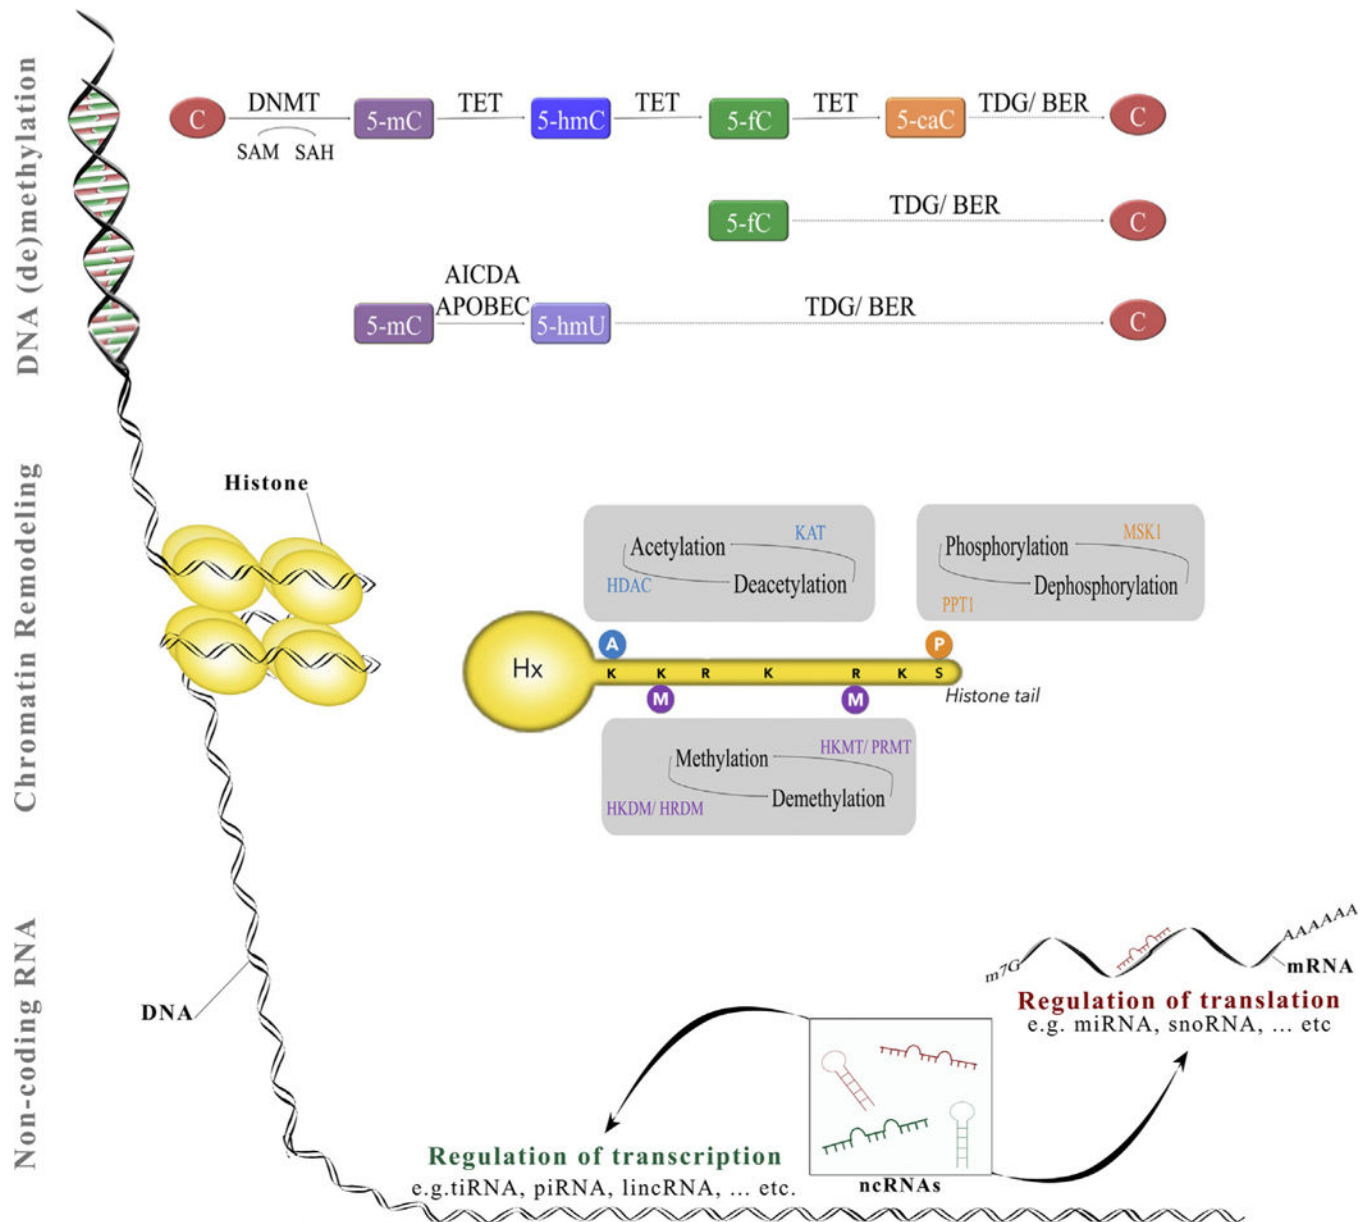 DNA (de)methylation
C
DNMT
SAM SAH
5-mC
TET
5-hmC
TET
5-fC
TET
5-caC
TDG/ BER
C
5-fC
TDG/ BER
C
5-mC
AICDA
APOBEC
5-hmU
TDG/ BER
C
Chromatin Remodeling
Histone
Acetylation
KAT
HDAC
Deacetylation
Phosphorylation
MSK1
Dephosphorylation
PPT1
A
P
Hx
K K R K R K S
M
M
Histone tail
Methylation
HKMT/ PRMT
Demethylation
HKDM/ HRDM
Non-coding RNA
DNA
m7G
AAAAAA
mRNA
Regulation of translation
e.g. miRNA, snoRNA, ... etc
ncRNAs
Regulation of transcription
e.g.tiRNA, piRNA, lincRNA, ... etc.